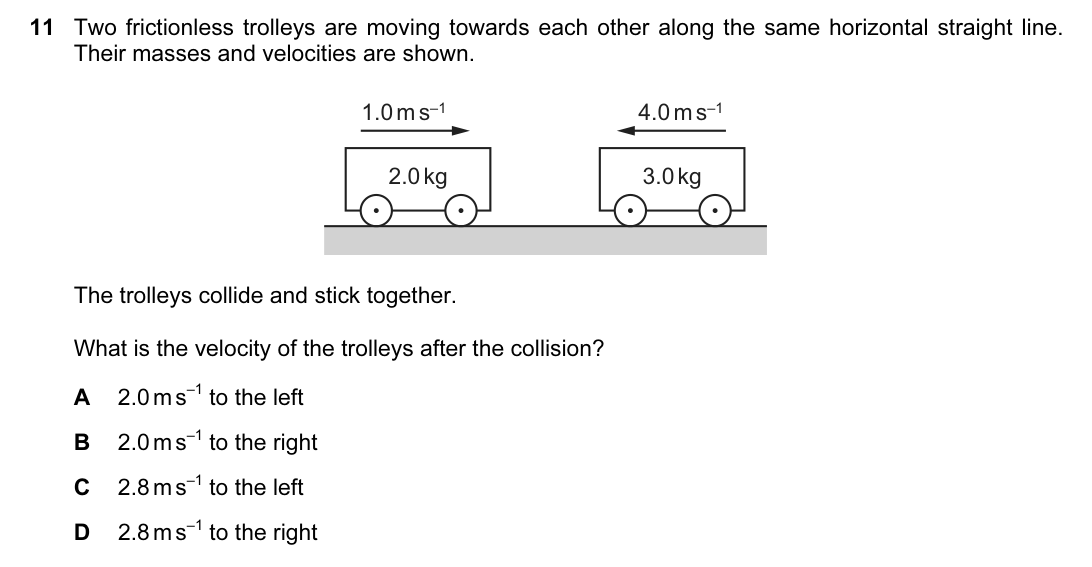 11 Two frictionless trolleys are moving towards each other along the same horizontal straight line.
Their masses and velocities are shown.
1.0 m s⁻¹ 4.0 m s⁻¹
2.0 kg 3.0 kg
The trolleys collide and stick together.
What is the velocity of the trolleys after the collision?
A 2.0 m s⁻¹ to the left
B 2.0 m s⁻¹ to the right
C 2.8 m s⁻¹ to the left
D 2.8 m s⁻¹ to the right